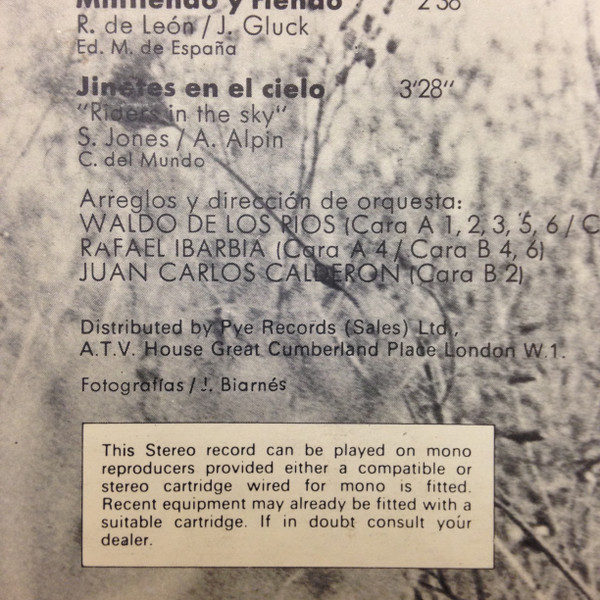 Mintiendo y riendo 2'36
R. de León / J. Gluck
Ed. M. de España
Jinetes en el cielo 3'28''
"Riders in the sky"
S. Jones / A. Alpin
C. del Mundo
Arreglos y dirección de orquesta:
WALDO DE LOS RIOS (Cara A 1, 2, 3, 5, 6 / C
RAFAEL IBARBIA (Cara A 4 / Cara B 4, 6)
JUAN CARLOS CALDERON (Cara B 2)
Distributed by Pye Records (Sales) Ltd.,
A.T.V. House Great Cumberland Place London W.1.
Fotografías / J. Biarnés
This Stereo record can be played on mono
reproducers provided either a compatible or
stereo cartridge wired for mono is fitted.
Recent equipment may already be fitted with a
suitable cartridge. If in doubt consult your
dealer.